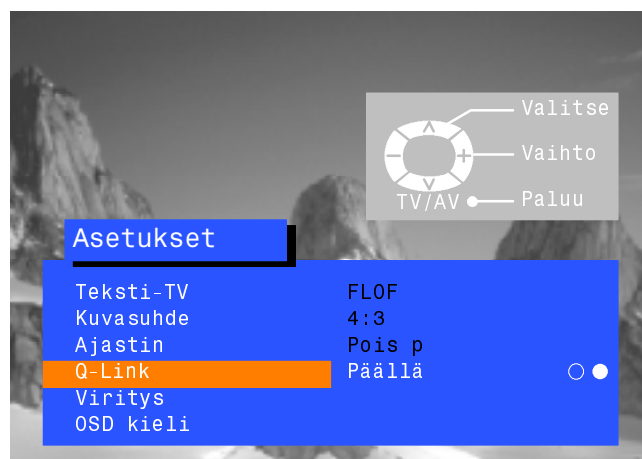 Valitse
Vaihto
TV/AV Paluu
Asetukset
Teksti-TV FLOF
Kuvasuhde 4:3
Ajastin Pois p
Q-Link Päällä
Viritys
OSD kieli